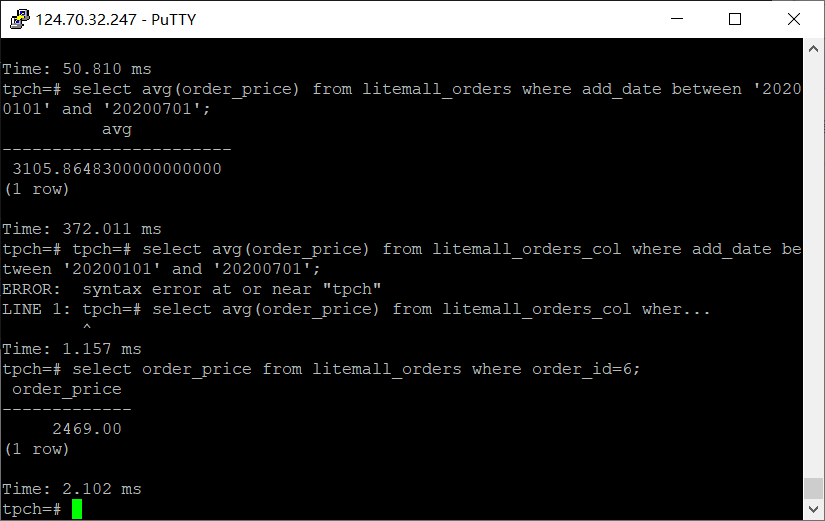 124.70.32.247 - PuTTY
Time: 50.810 ms
tpch=# select avg(order_price) from litemall_orders where add_date between '2020
0101' and '20200701';
          avg
-----------------------
 3105.8648300000000000
(1 row)
Time: 372.011 ms
tpch=# tpch=# select avg(order_price) from litemall_orders_col where add_date be
tween '20200101' and '20200701';
ERROR:  syntax error at or near "tpch"
LINE 1: tpch=# select avg(order_price) from litemall_orders_col wher...
        ^
Time: 1.157 ms
tpch=# select order_price from litemall_orders where order_id=6;
 order_price
-------------
     2469.00
(1 row)
Time: 2.102 ms
tpch=#